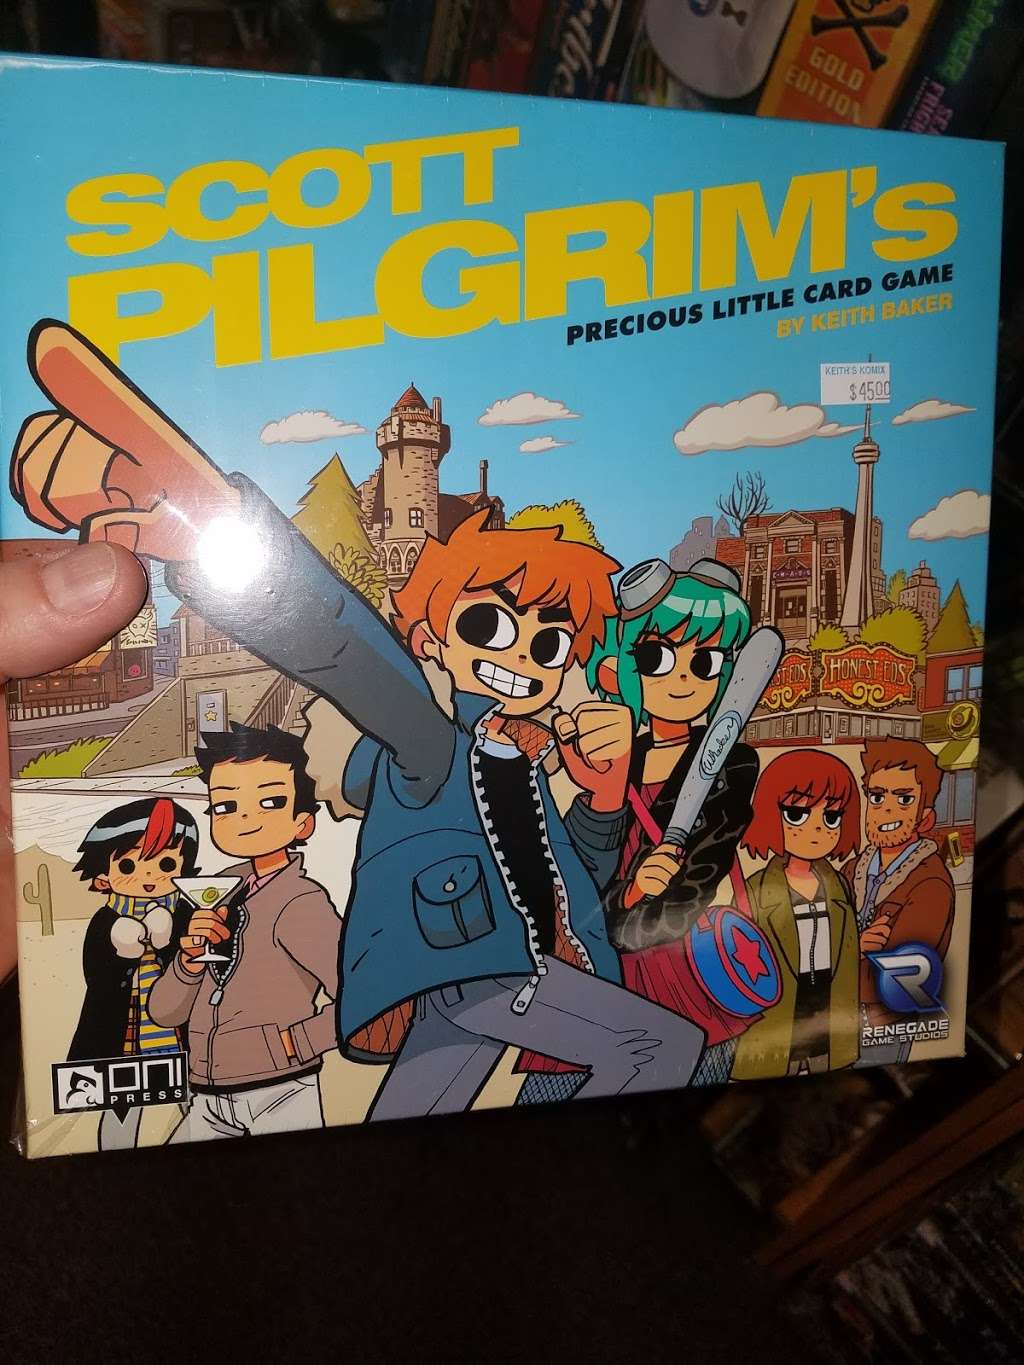 GOLD
EDITION
SCOTT
PILGRIM'S
PRECIOUS LITTLE CARD GAME
BY KEITH BAKER
KEITH'S KOMIX
$45.00
HONEST EDS
Whacker
ONI
PRESS
R
RENEGADE
GAME STUDIOS